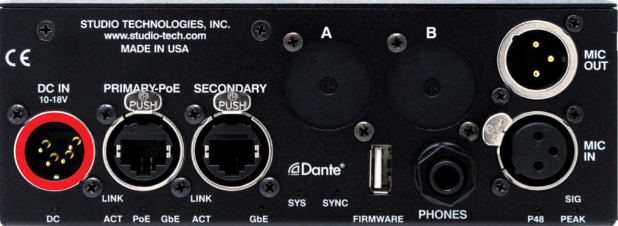 STUDIO TECHNOLOGIES, INC.
www.studio-tech.com
MADE IN USA
CE
A
B
MIC
OUT
DC IN
10-18V
PRIMARY-PoE
SECONDARY
PUSH
PUSH
MIC
IN
Dante®
LINK
LINK
SYS
SYNC
SIG
DC
ACT
PoE
GbE
ACT
GbE
FIRMWARE
PHONES
P48
PEAK